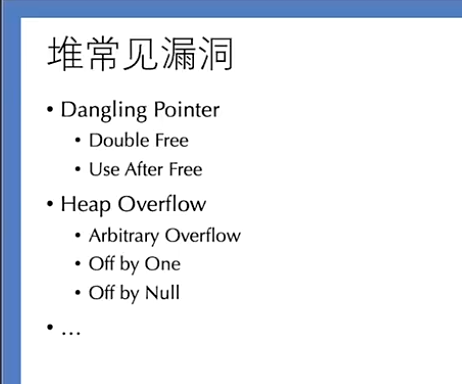 堆常见漏洞
• Dangling Pointer
• Double Free
• Use After Free
• Heap Overflow
• Arbitrary Overflow
• Off by One
• Off by Null
• …